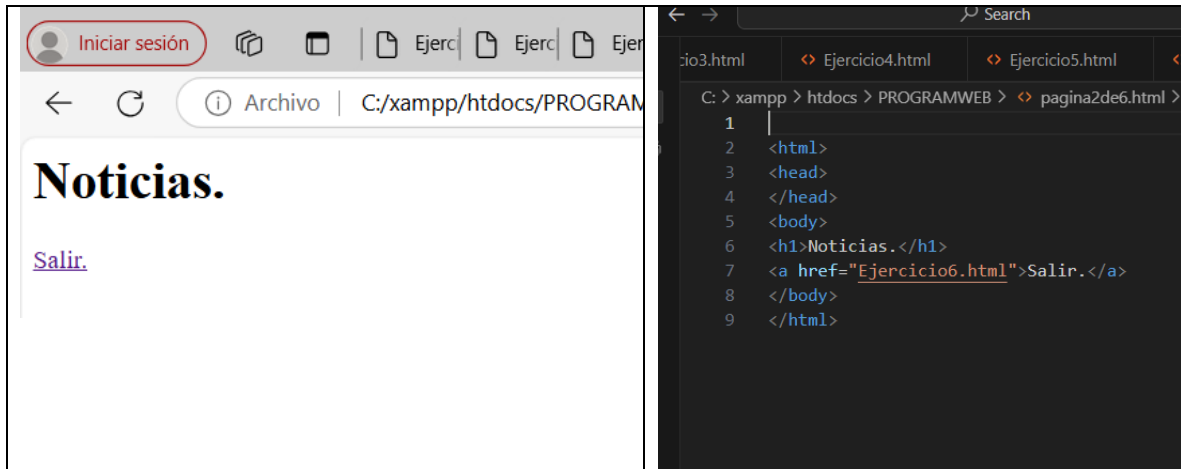 Iniciar sesión
Ejerci
Ejerc
Ejer
Archivo | C:/xampp/htdocs/PROGRAM
Noticias.
Salir.
Search
cio3.html
Ejercicio4.html
Ejercicio5.html
C: > xampp > htdocs > PROGRAMWEB > pagina2de6.html >
1
2 <html>
3 <head>
4 </head>
5 <body>
6 <h1>Noticias.</h1>
7 <a href="Ejercicio6.html">Salir.</a>
8 </body>
9 </html>